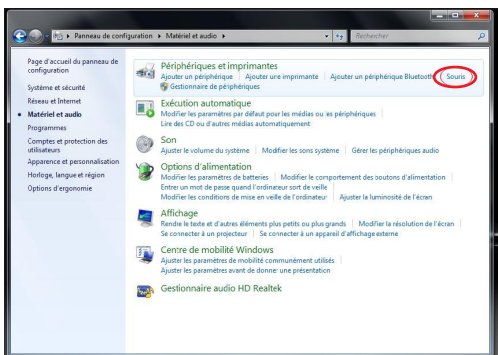 Panneau de configuration ▸ Matériel et audio ▸
Rechercher
Page d'accueil du panneau de
configuration
Système et sécurité
Réseau et Internet
Matériel et audio
Programmes
Comptes et protection des
utilisateurs
Apparence et personnalisation
Horloge, langue et région
Options d'ergonomie
Périphériques et imprimantes
Ajouter un périphérique | Ajouter une imprimante | Ajouter un périphérique Bluetooth | Souris
Gestionnaire de périphériques
Exécution automatique
Modifier les paramètres par défaut pour les médias ou les périphériques
Lire des CD ou d'autres médias automatiquement
Son
Ajuster le volume du système | Modifier les sons système | Gérer les périphériques audio
Options d'alimentation
Modifier les paramètres de batteries | Modifier le comportement des boutons d'alimentation
Entrer un mot de passe quand l'ordinateur sort de veille
Modifier les conditions de mise en veille de l'ordinateur | Ajuster la luminosité de l'écran
Affichage
Rendre le texte et d'autres éléments plus petits ou plus grands | Modifier la résolution de l'écran
Se connecter à un projecteur | Se connecter à un appareil d'affichage externe
Centre de mobilité Windows
Ajuster les paramètres de mobilité communément utilisés
Ajuster les paramètres avant de donner une présentation
Gestionnaire audio HD Realtek